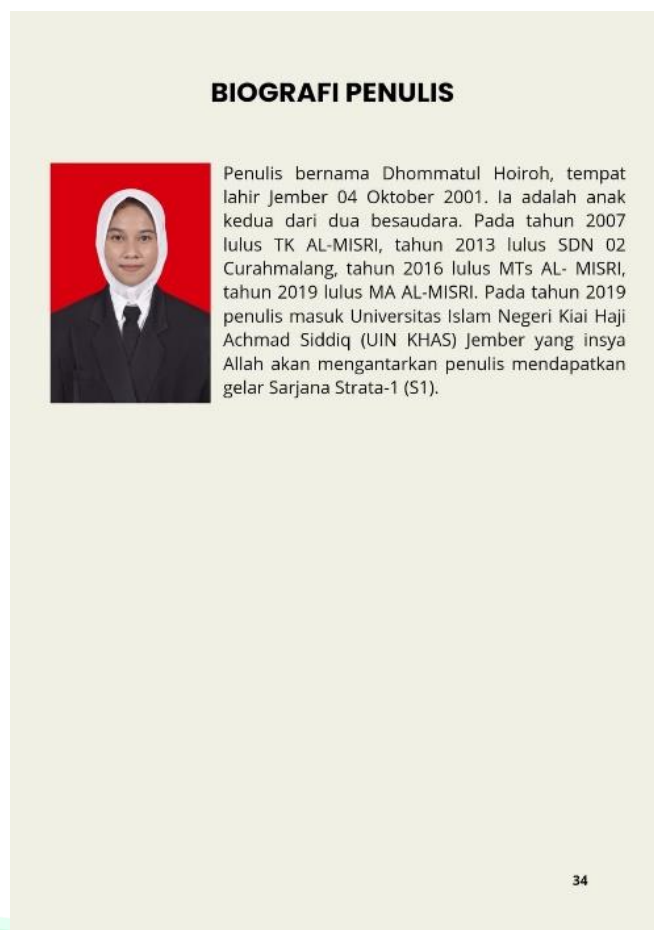 BIOGRAFI PENULIS
Penulis bernama Dhommatul Hoiroh, tempat
lahir Jember 04 Oktober 2001. Ia adalah anak
kedua dari dua besaudara. Pada tahun 2007
lulus TK AL-MISRI, tahun 2013 lulus SDN 02
Curahmalang, tahun 2016 lulus MTs AL- MISRI,
tahun 2019 lulus MA AL-MISRI. Pada tahun 2019
penulis masuk Universitas Islam Negeri Kiai Haji
Achmad Siddiq (UIN KHAS) Jember yang insya
Allah akan mengantarkan penulis mendapatkan
gelar Sarjana Strata-1 (S1).
34